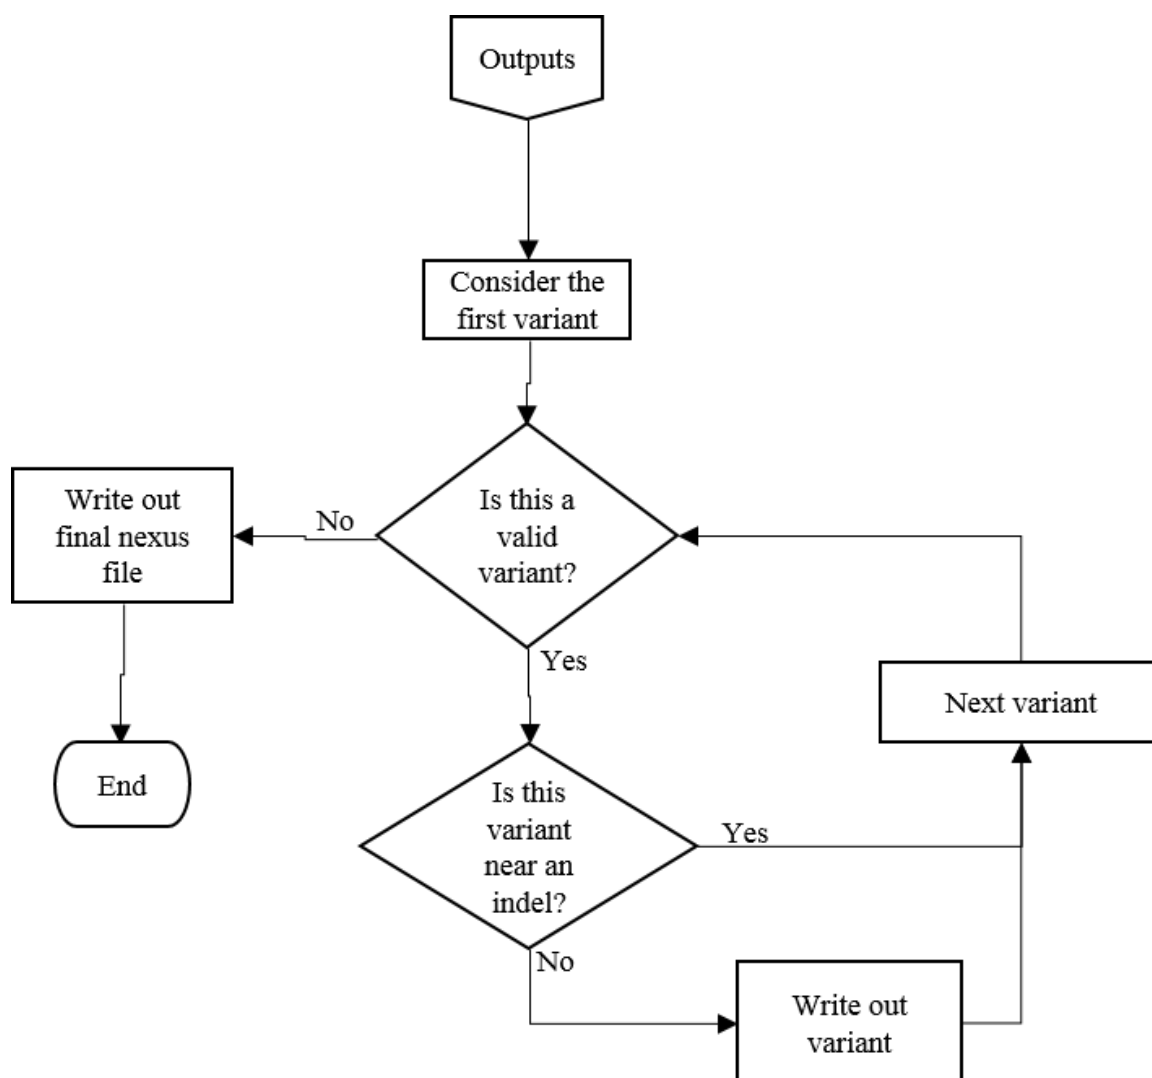 Outputs
Consider the
first variant
Is this a
valid
variant?
No
Write out
final nexus
file
Yes
End
Next variant
Is this
variant
near an
indel?
Yes
No
Write out
variant